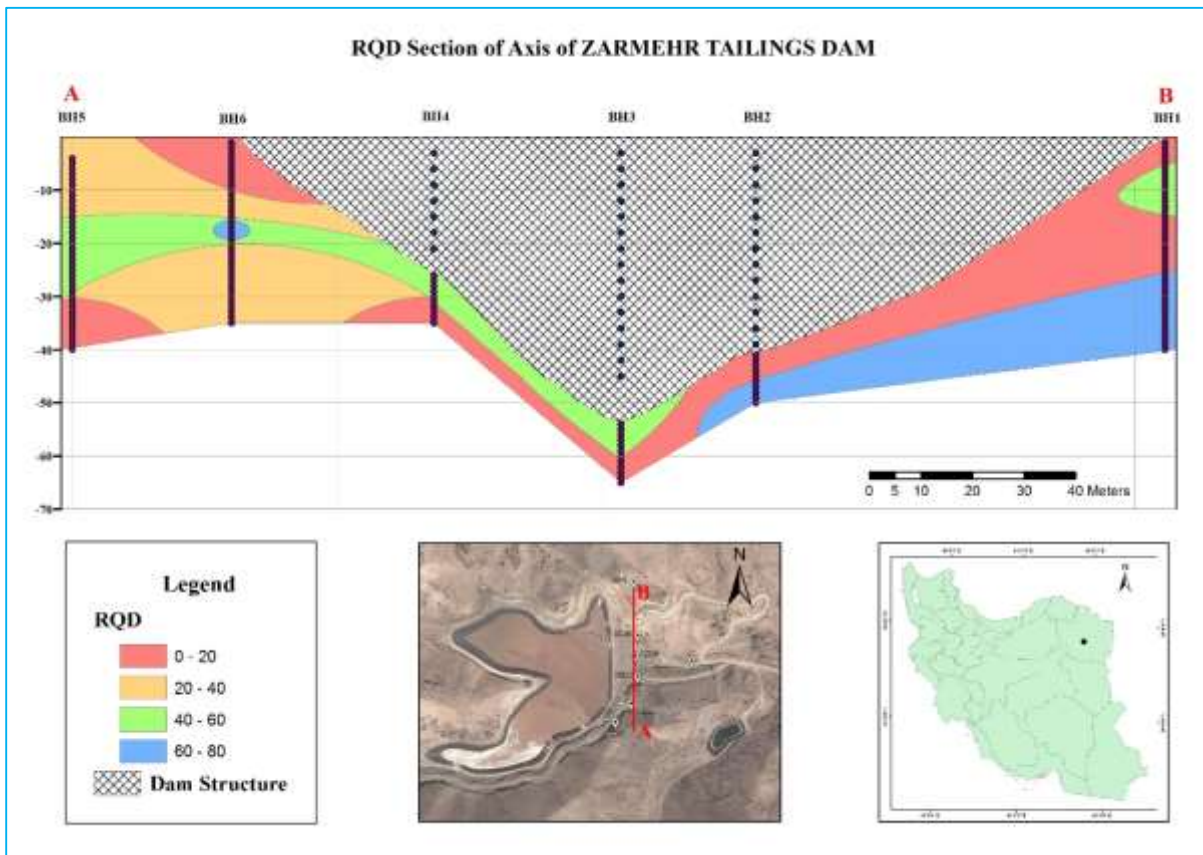 RQD Section of Axis of ZARMEHR TAILINGS DAM
A
B
BH5
BH6
BH4
BH3
BH2
BH1
-10
-20
-30
-40
-50
-60
-70
0 5 10 20 30 40 Meters
Legend
RQD
0 - 20
20 - 40
40 - 60
60 - 80
Dam Structure
N
B
A
N